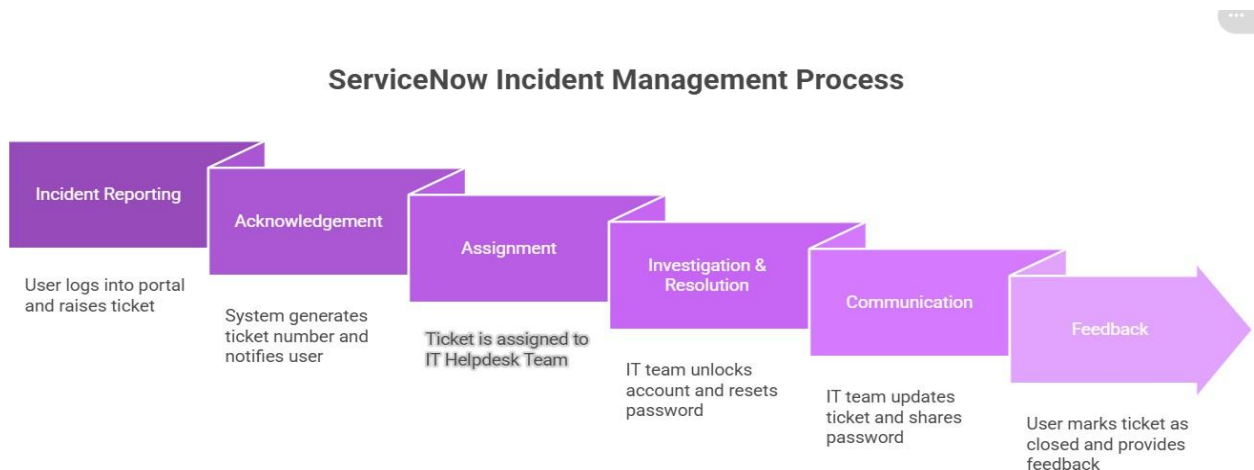 ServiceNow Incident Management Process
Incident Reporting
User logs into portal
and raises ticket
Acknowledgement
System generates
ticket number and
notifies user
Assignment
Ticket is assigned to
IT Helpdesk Team
Investigation &
Resolution
IT team unlocks
account and resets
password
Communication
IT team updates
ticket and shares
password
Feedback
User marks ticket as
closed and provides
feedback